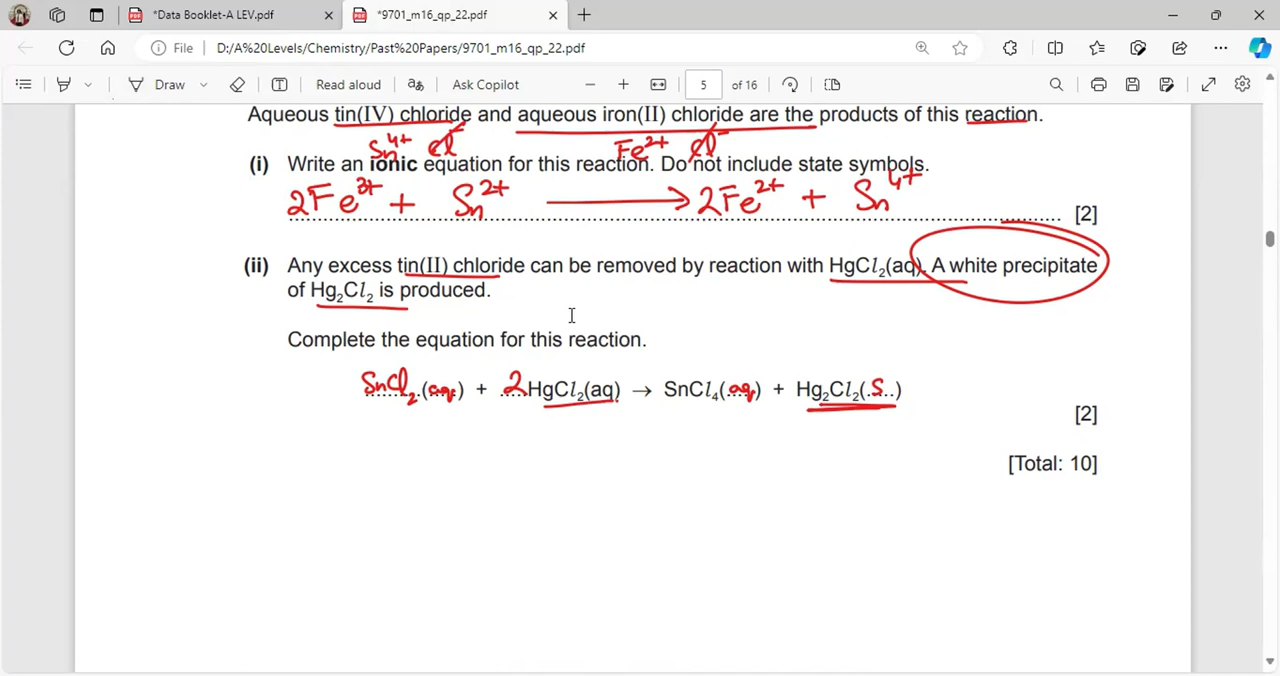 *Data Booklet-A LEV.pdf
*9701_m16_qp_22.pdf
File D:/A%20Levels/Chemistry/Past%20Papers/9701_m16_qp_22.pdf
Draw Read aloud aあ Ask Copilot 5 of 16
Aqueous tin(IV) chloride and aqueous iron(II) chloride are the products of this reaction.
Sn⁴⁺ Cl⁻ Fe²⁺ Cl⁻
(i) Write an ionic equation for this reaction. Do not include state symbols.
2Fe³⁺ + Sn²⁺ → 2Fe²⁺ + Sn⁴⁺
[2]
(ii) Any excess tin(II) chloride can be removed by reaction with HgCl₂(aq). A white precipitate
of Hg₂Cl₂ is produced.
Complete the equation for this reaction.
SnCl₂(aq) + 2HgCl₂(aq) → SnCl₄(aq) + Hg₂Cl₂(s)
[2]
[Total: 10]